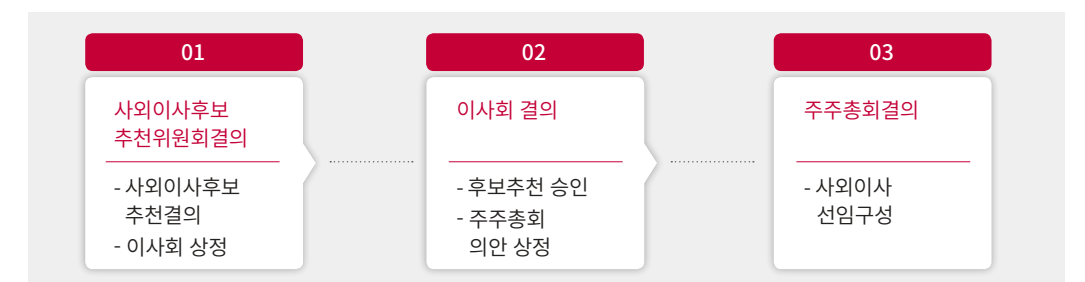 01
사외이사후보
추천위원회결의
- 사외이사후보
추천결의
- 이사회 상정
02
이사회 결의
- 후보추천 승인
- 주주총회
의안 상정
03
주주총회결의
- 사외이사
선임구성